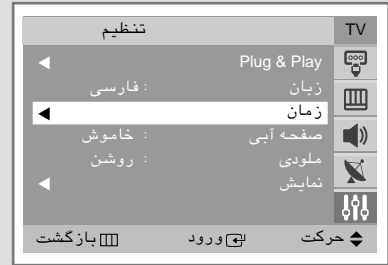 TV تنظیم
Plug & Play
زبان : فارسی
زمان
صفحه آبی : خاموش
ملودی : روشن
نمایش
حرکت ورود بازگشت